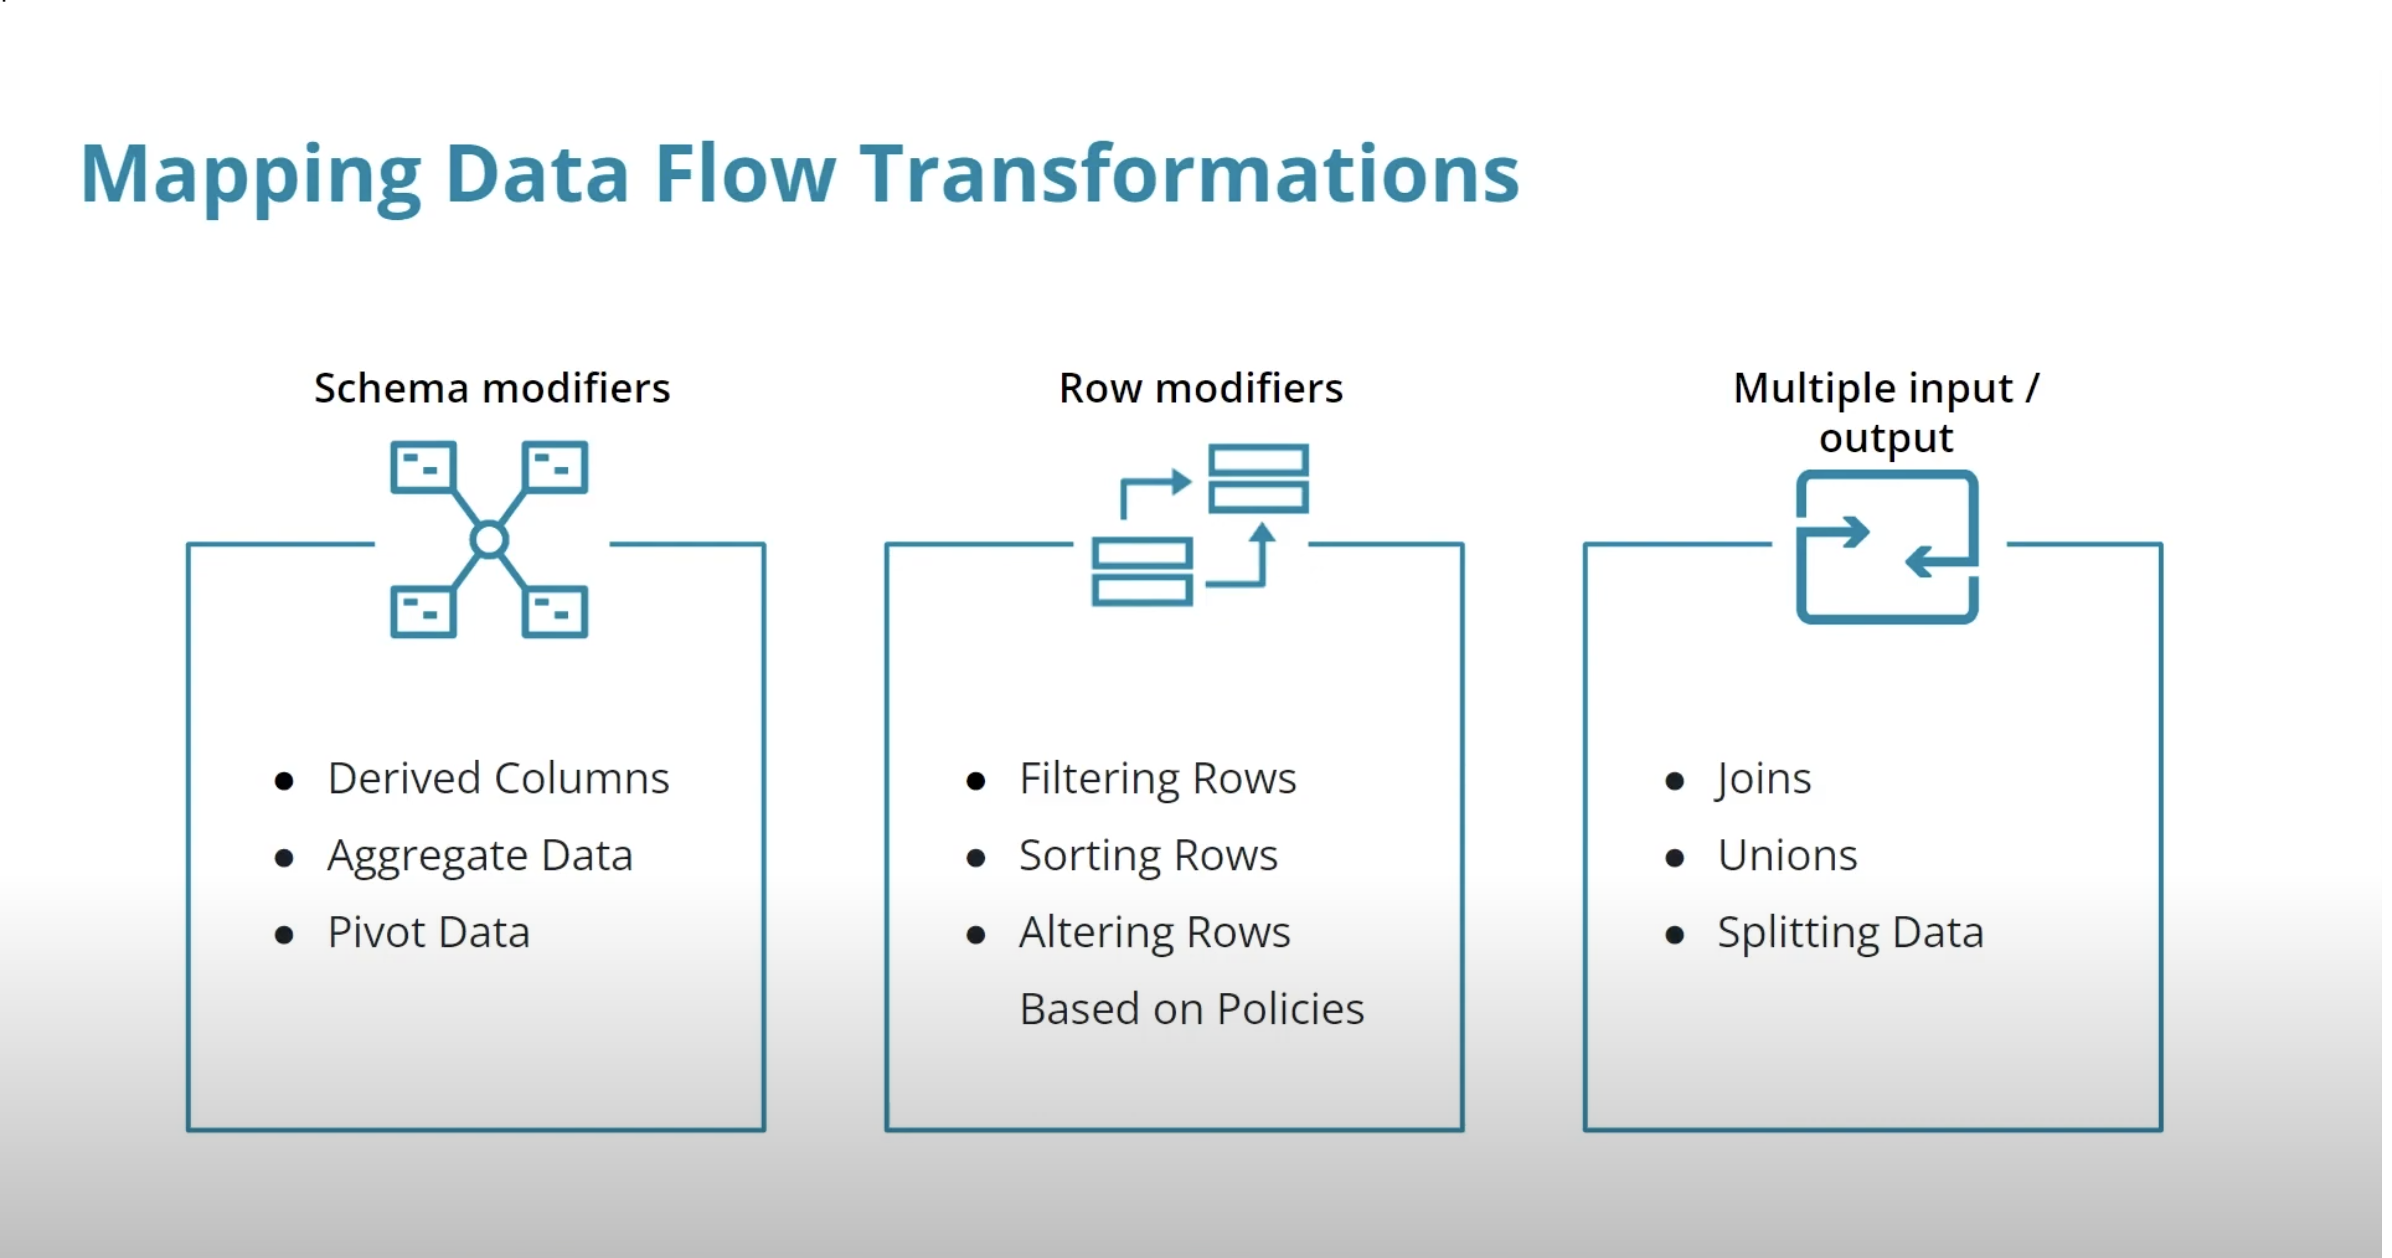 Mapping Data Flow Transformations
Schema modifiers
● Derived Columns
● Aggregate Data
● Pivot Data
Row modifiers
● Filtering Rows
● Sorting Rows
● Altering Rows
Based on Policies
Multiple input /
output
● Joins
● Unions
● Splitting Data